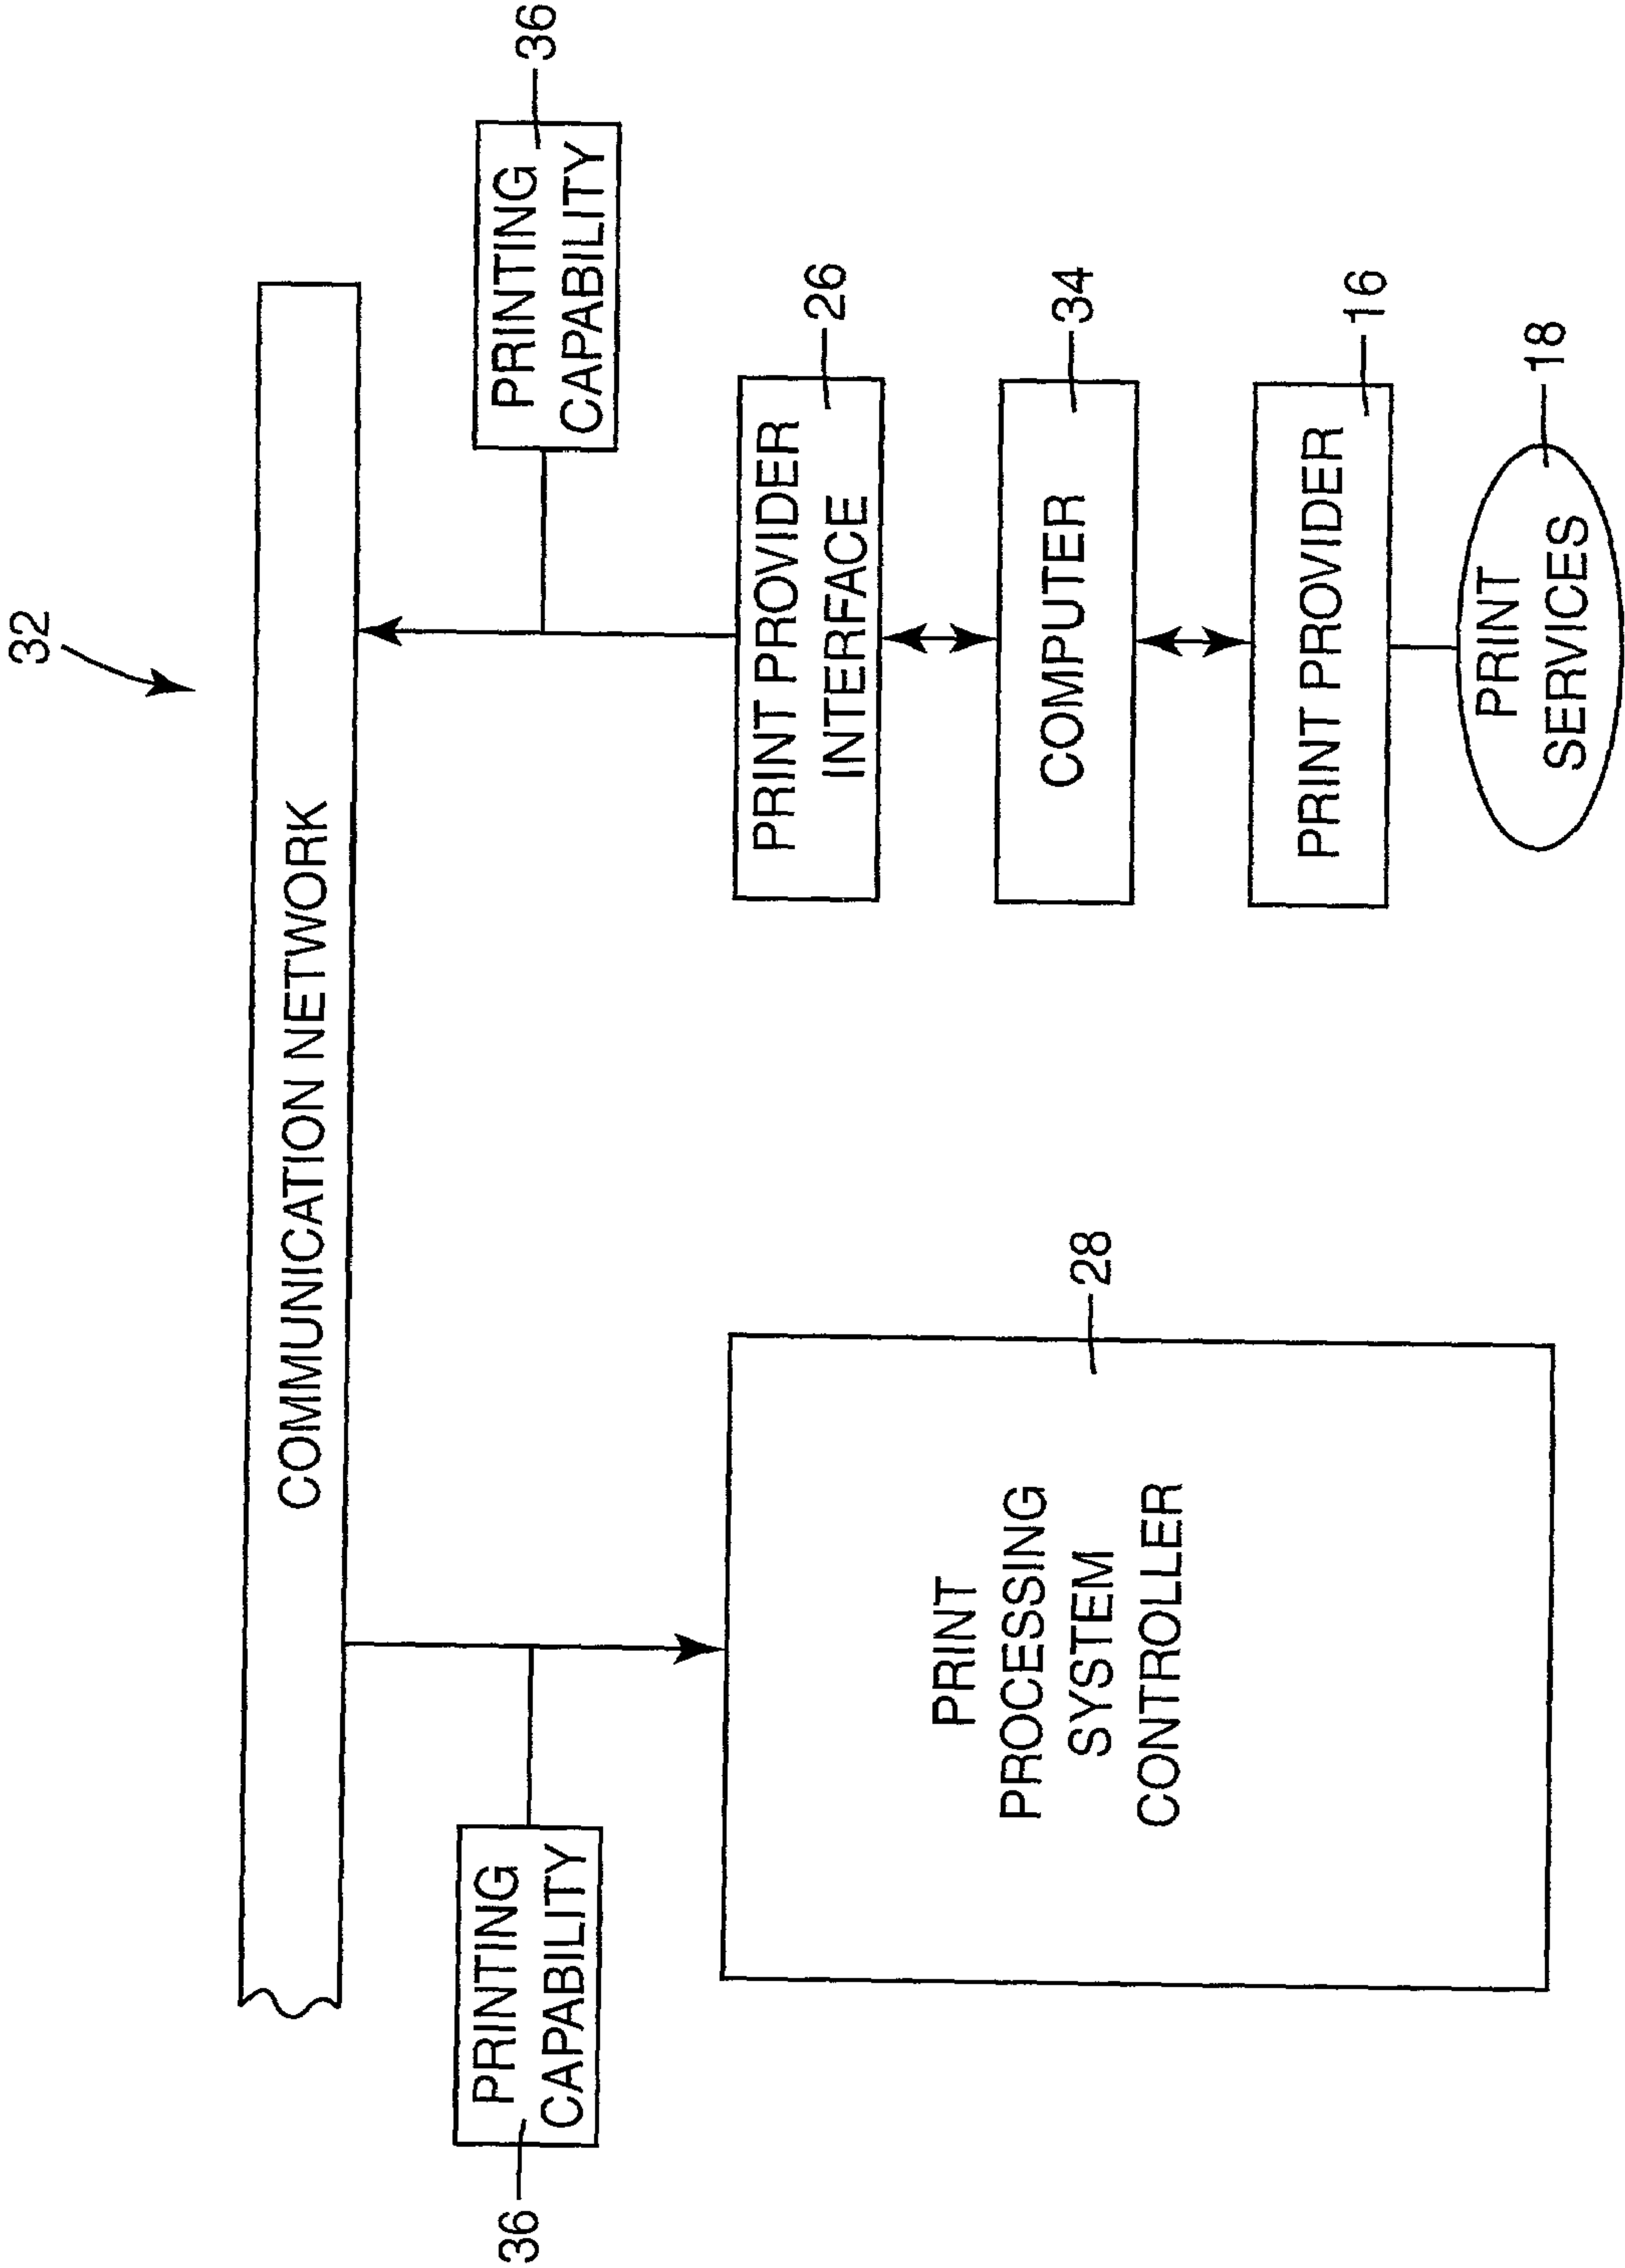 32
COMMUNICATION NETWORK
36
PRINTING
CAPABILITY
PRINTING
CAPABILITY
36
PRINT
PROCESSING
SYSTEM
CONTROLLER
28
PRINT PROVIDER
INTERFACE
26
COMPUTER
34
PRINT PROVIDER
16
PRINT
SERVICES
18